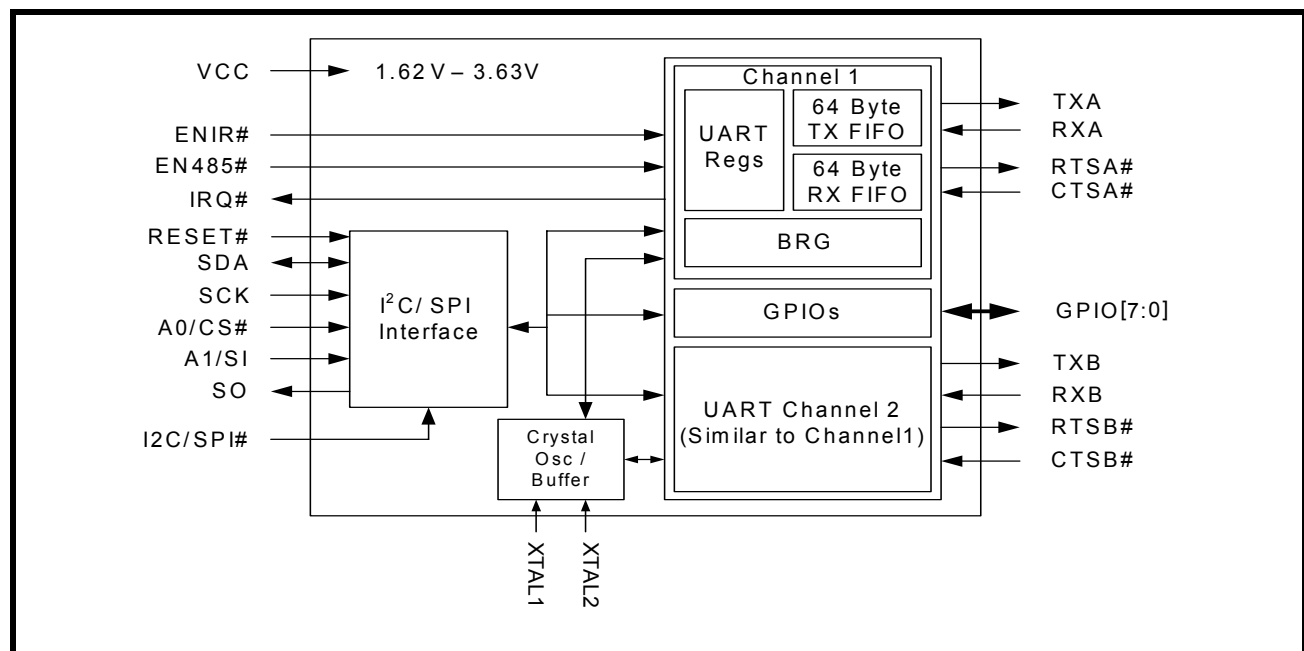 VCC
1.62V – 3.63V
ENIR#
EN485#
IRQ#
RESET#
SDA
SCK
A0/CS#
A1/SI
SO
I2C/SPI#
I²C/ SPI
Interface
Crystal
Osc /
Buffer
XTAL1
XTAL2
Channel 1
UART
Regs
64 Byte
TX FIFO
64 Byte
RX FIFO
BRG
GPIOs
UART Channel 2
(Similar to Channel1)
TXA
RXA
RTSA#
CTSA#
GPIO[7:0]
TXB
RXB
RTSB#
CTSB#